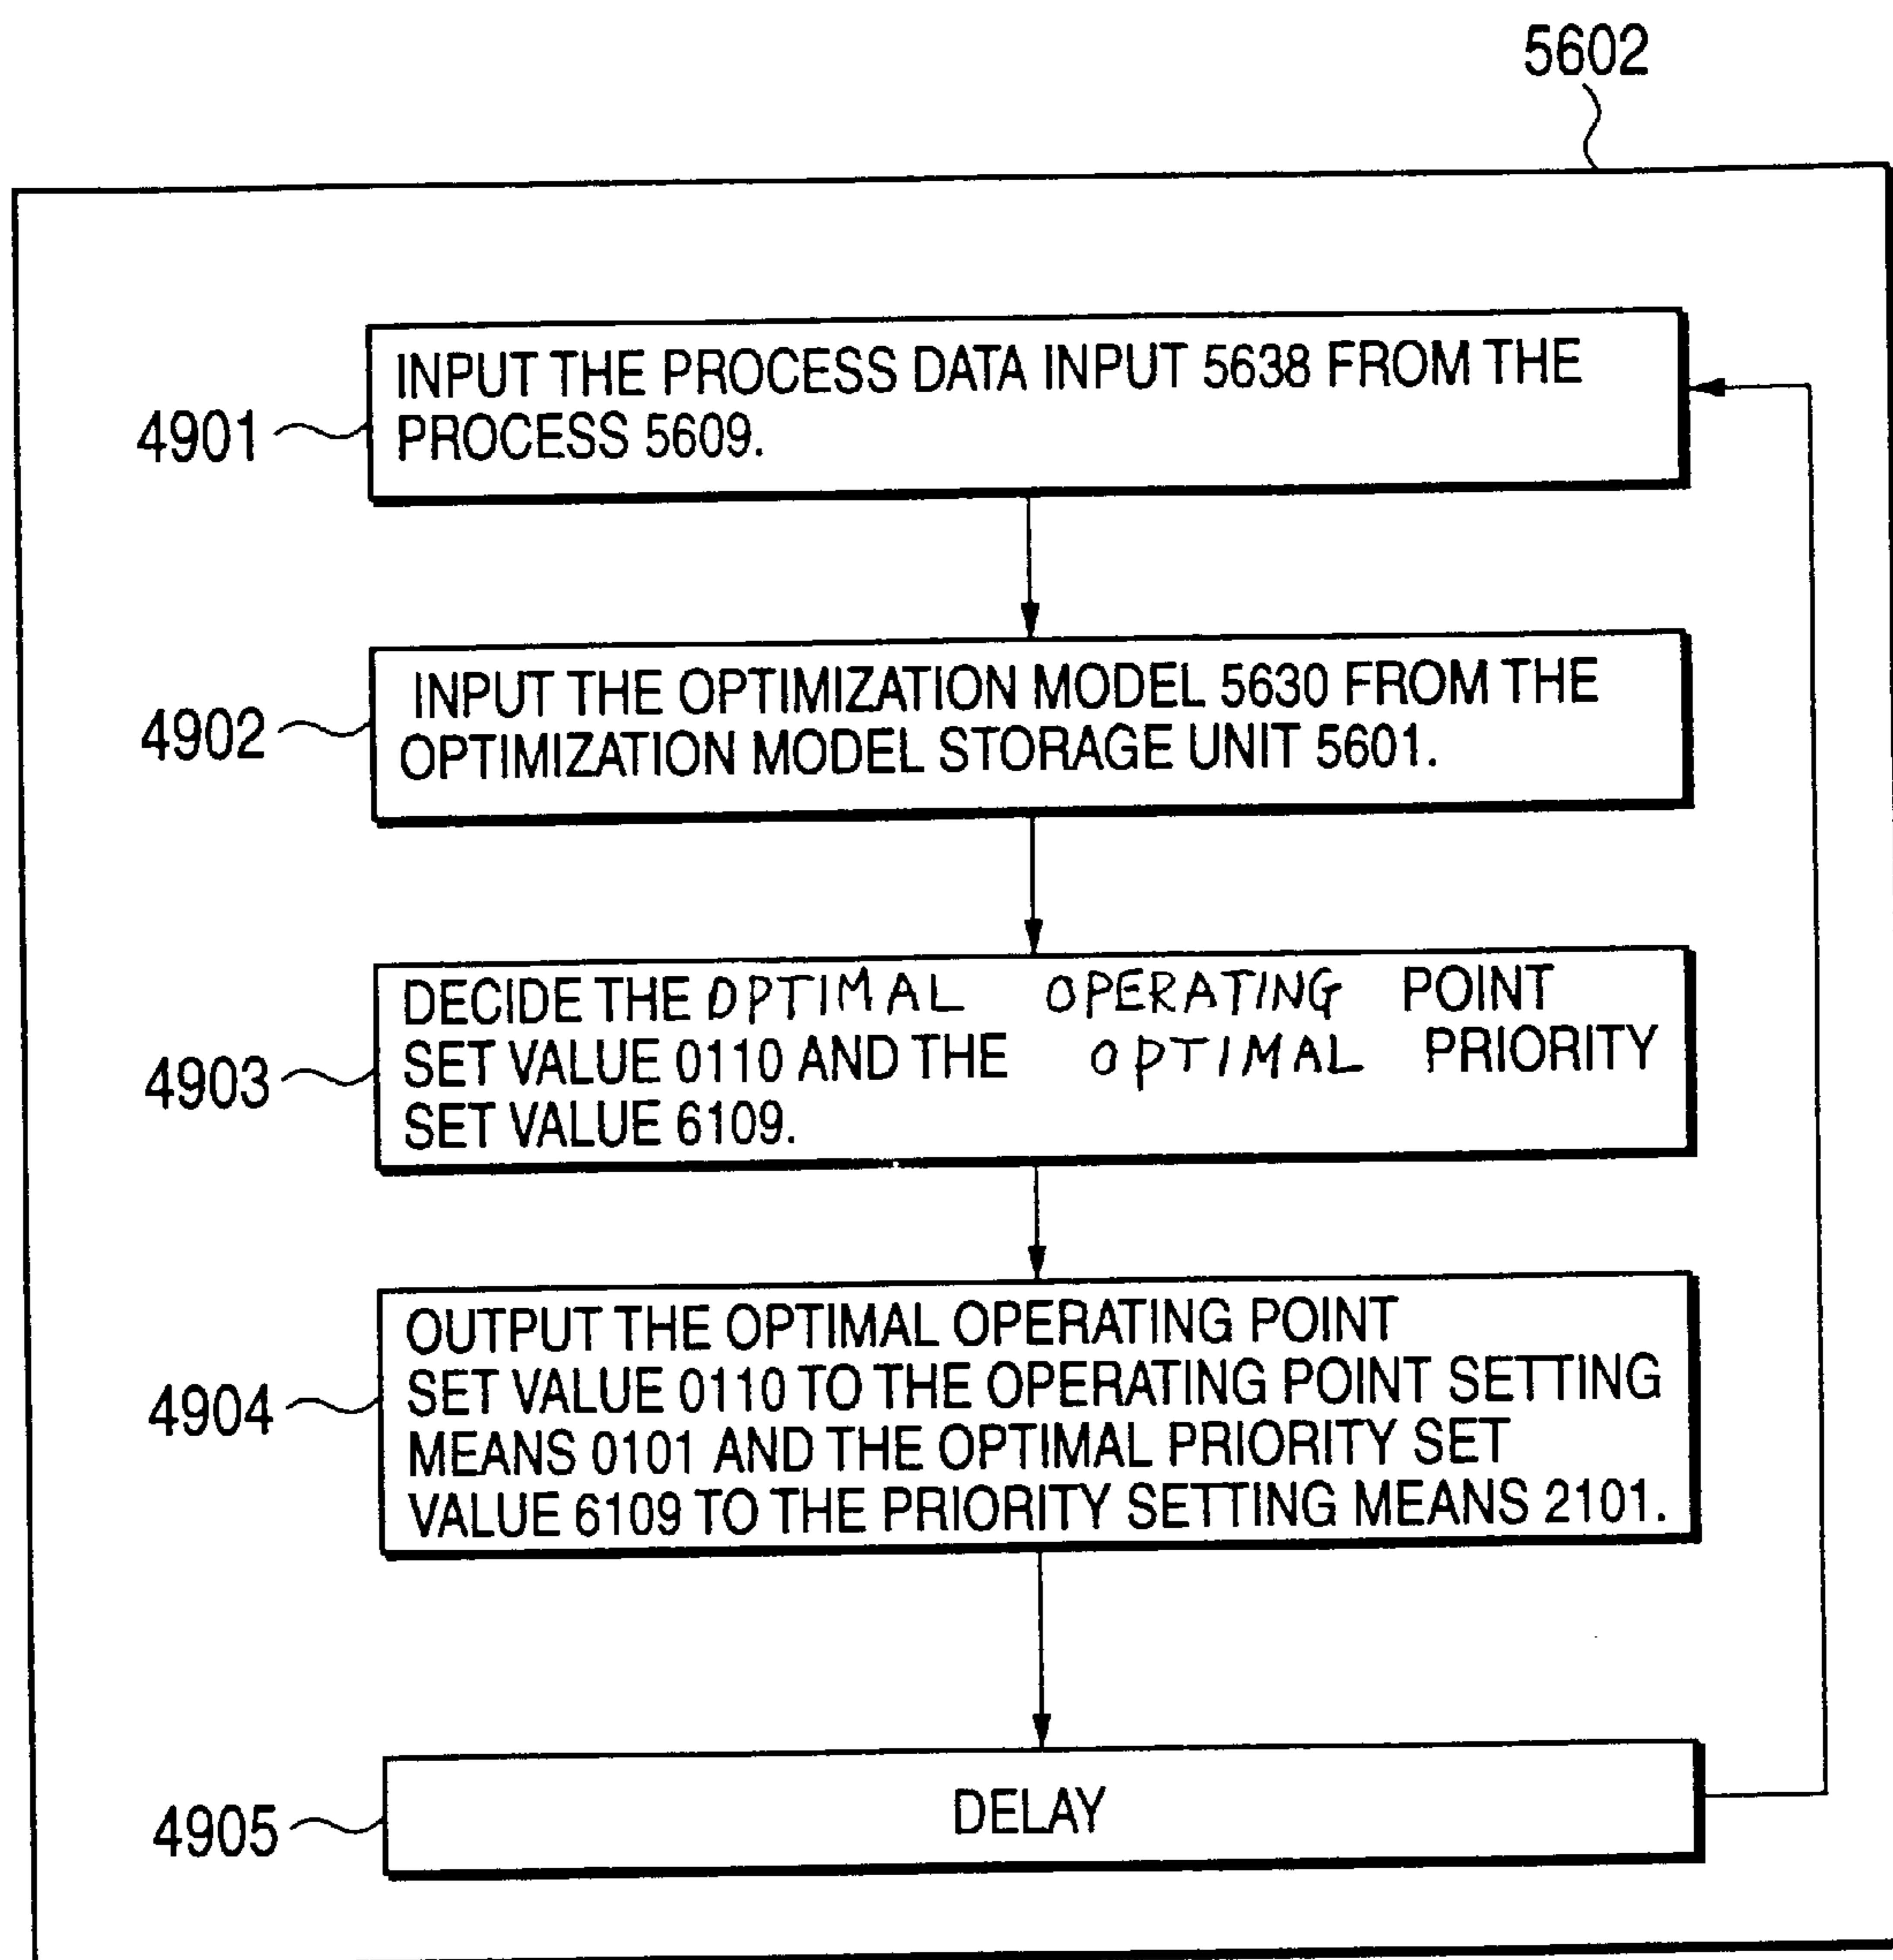 5602
4901
INPUT THE PROCESS DATA INPUT 5638 FROM THE
PROCESS 5609.
4902
INPUT THE OPTIMIZATION MODEL 5630 FROM THE
OPTIMIZATION MODEL STORAGE UNIT 5601.
4903
DECIDE THE OPTIMAL OPERATING POINT
SET VALUE 0110 AND THE OPTIMAL PRIORITY
SET VALUE 6109.
4904
OUTPUT THE OPTIMAL OPERATING POINT
SET VALUE 0110 TO THE OPERATING POINT SETTING
MEANS 0101 AND THE OPTIMAL PRIORITY SET
VALUE 6109 TO THE PRIORITY SETTING MEANS 2101.
4905
DELAY